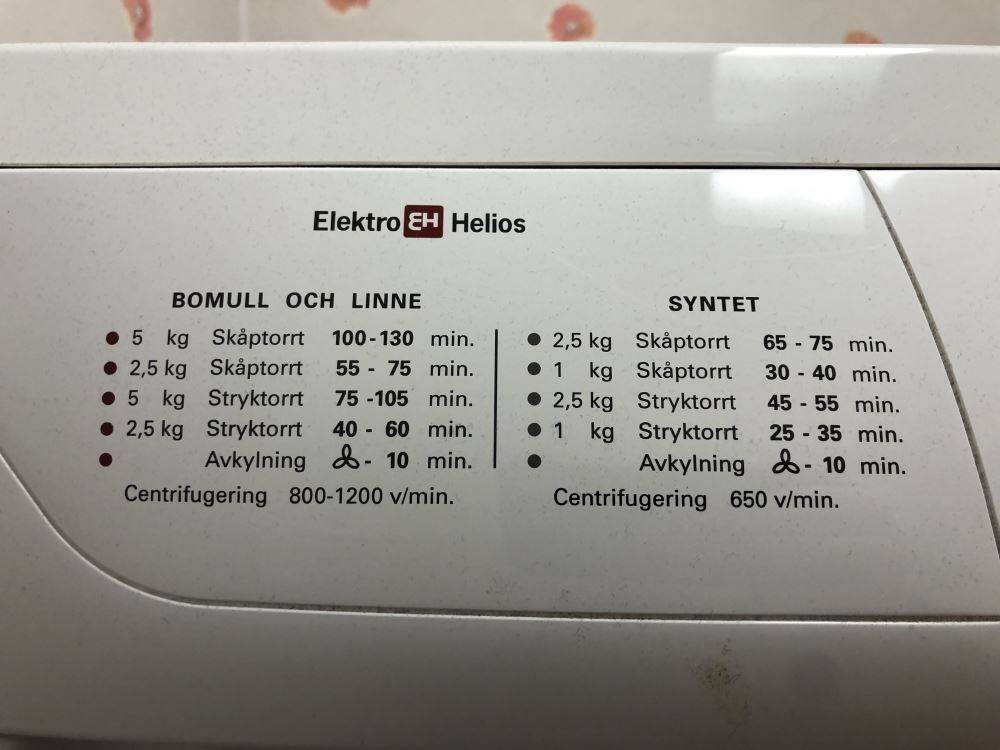 Elektro EH Helios
BOMULL OCH LINNE
5 kg Skåptorrt 100-130 min.
2,5 kg Skåptorrt 55 - 75 min.
5 kg Stryktorrt 75 -105 min.
2,5 kg Stryktorrt 40 - 60 min.
Avkylning - 10 min.
Centrifugering 800-1200 v/min.
SYNTET
2,5 kg Skåptorrt 65 - 75 min.
1 kg Skåptorrt 30 - 40 min.
2,5 kg Stryktorrt 45 - 55 min.
1 kg Stryktorrt 25 - 35 min.
Avkylning - 10 min.
Centrifugering 650 v/min.